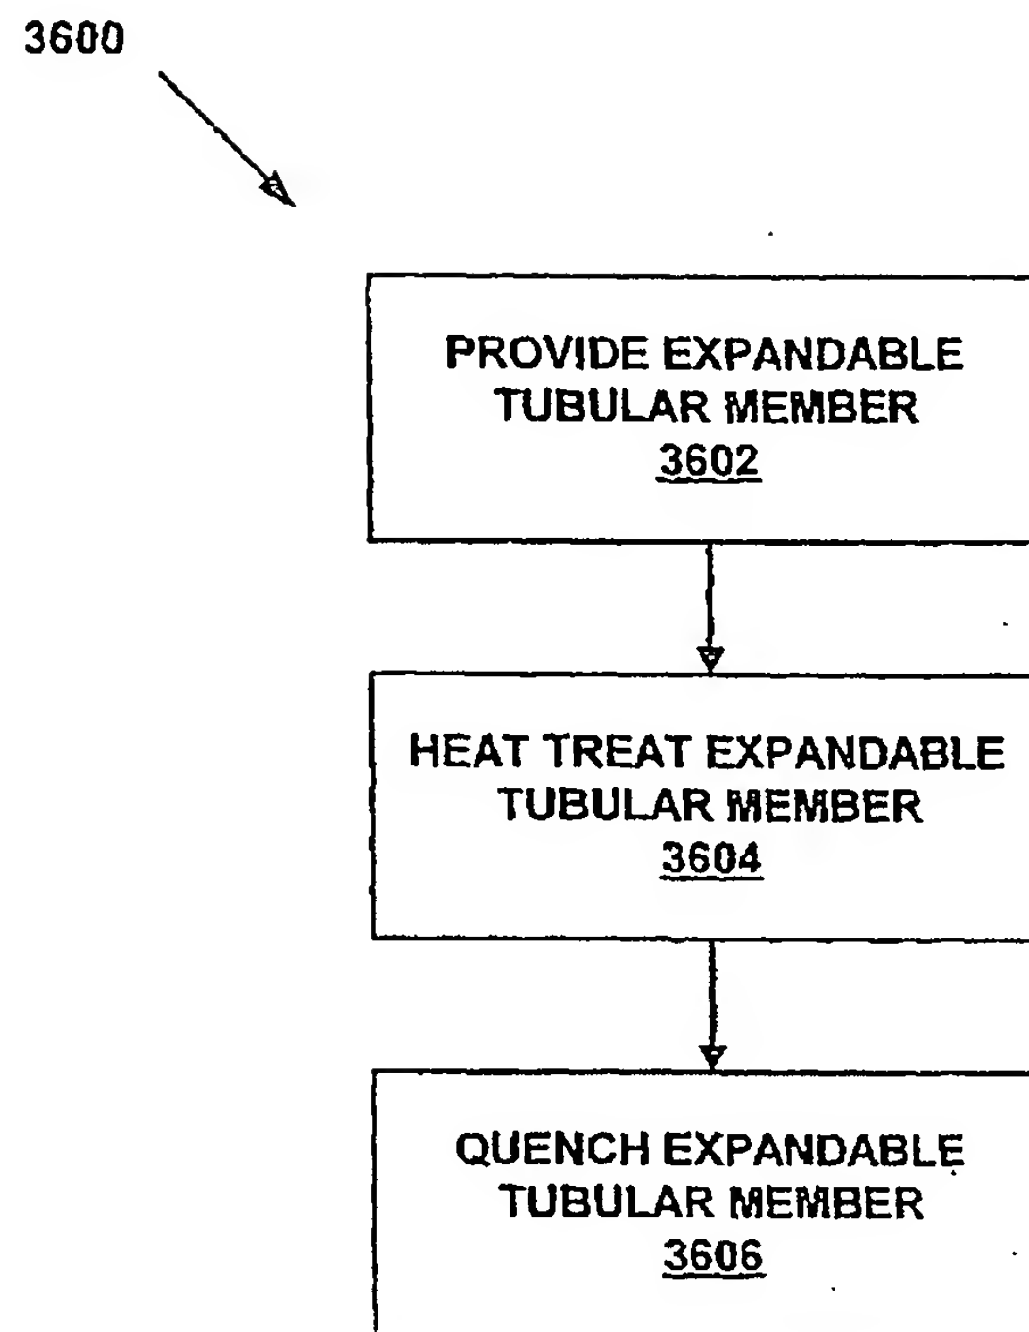 3600
PROVIDE EXPANDABLE
TUBULAR MEMBER
3602
HEAT TREAT EXPANDABLE
TUBULAR MEMBER
3604
QUENCH EXPANDABLE
TUBULAR MEMBER
3606